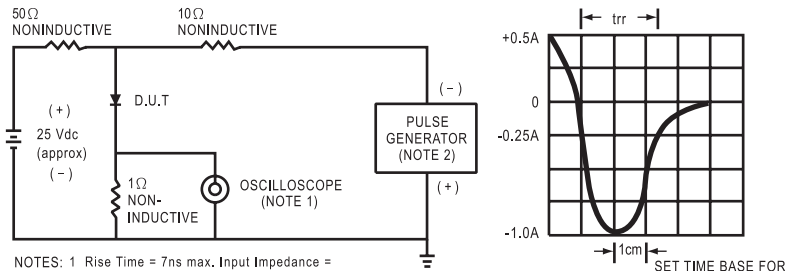 50Ω
NONINDUCTIVE
10Ω
NONINDUCTIVE
trr
+0.5A
(+)
25 Vdc
(approx)
(−)
D.U.T
(−)
PULSE
GENERATOR
(NOTE 2)
(+)
1Ω
NON-
INDUCTIVE
OSCILLOSCOPE
(NOTE 1)
0
-0.25A
-1.0A
1cm
NOTES: 1 Rise Time = 7ns max. Input Impedance =
SET TIME BASE FOR